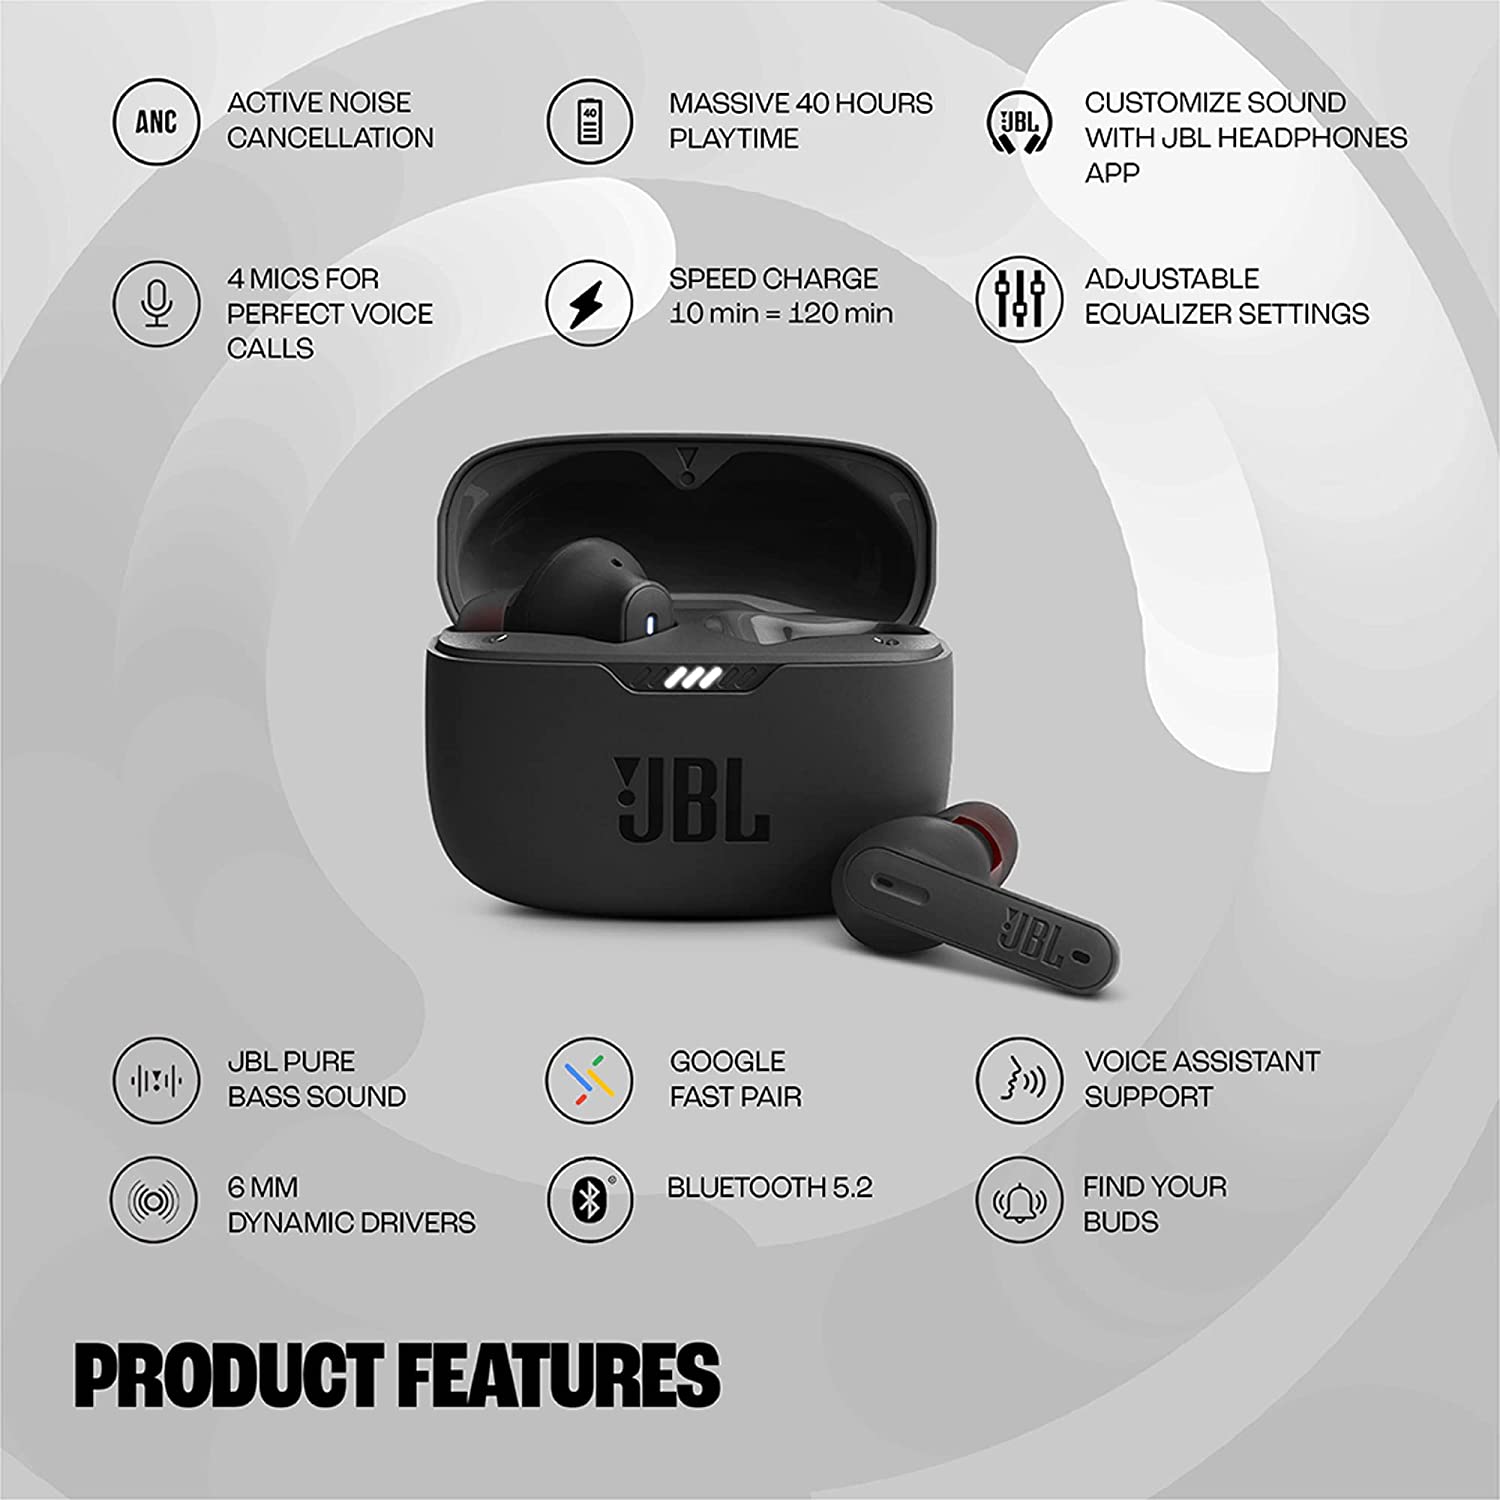 ANC
ACTIVE NOISE
CANCELLATION
40
MASSIVE 40 HOURS
PLAYTIME
JBL
CUSTOMIZE SOUND
WITH JBL HEADPHONES
APP
4 MICS FOR
PERFECT VOICE
CALLS
SPEED CHARGE
10 min = 120 min
ADJUSTABLE
EQUALIZER SETTINGS
JBL
JBL
JBL PURE
BASS SOUND
GOOGLE
FAST PAIR
VOICE ASSISTANT
SUPPORT
6 MM
DYNAMIC DRIVERS
®
BLUETOOTH 5.2
FIND YOUR
BUDS
PRODUCT FEATURES